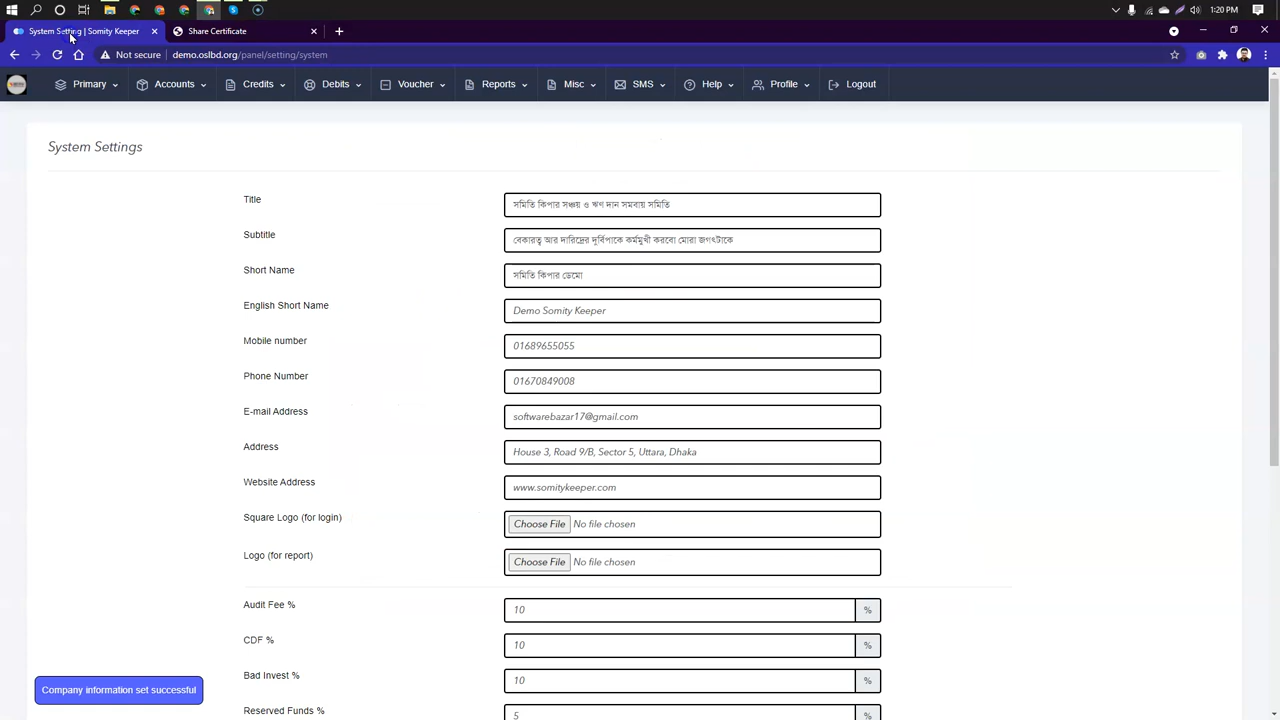 1:20 PM
System Setting | Somity Keeper
Share Certificate
Not secure demo.oslbd.org/panel/setting/system
Primary Accounts Credits Debits Voucher Reports Misc SMS Help Profile Logout
System Settings
Title সমিতি কিপার সঞ্চয় ও ঋণ দান সমবায় সমিতি
Subtitle বেকারত্ব আর দারিদ্রের দূর্বিপাকে কর্মমুখী করবো মোরা জগৎটাকে
Short Name সমিতি কিপার ডেমো
English Short Name Demo Somity Keeper
Mobile number 01689655055
Phone Number 01670849008
E-mail Address softwarebazar17@gmail.com
Address House 3, Road 9/B, Sector 5, Uttara, Dhaka
Website Address www.somitykeeper.com
Square Logo (for login) Choose File No file chosen
Logo (for report) Choose File No file chosen
Audit Fee % 10 %
CDF % 10 %
Bad Invest % 10 %
Reserved Funds % 5 %
Company information set successful